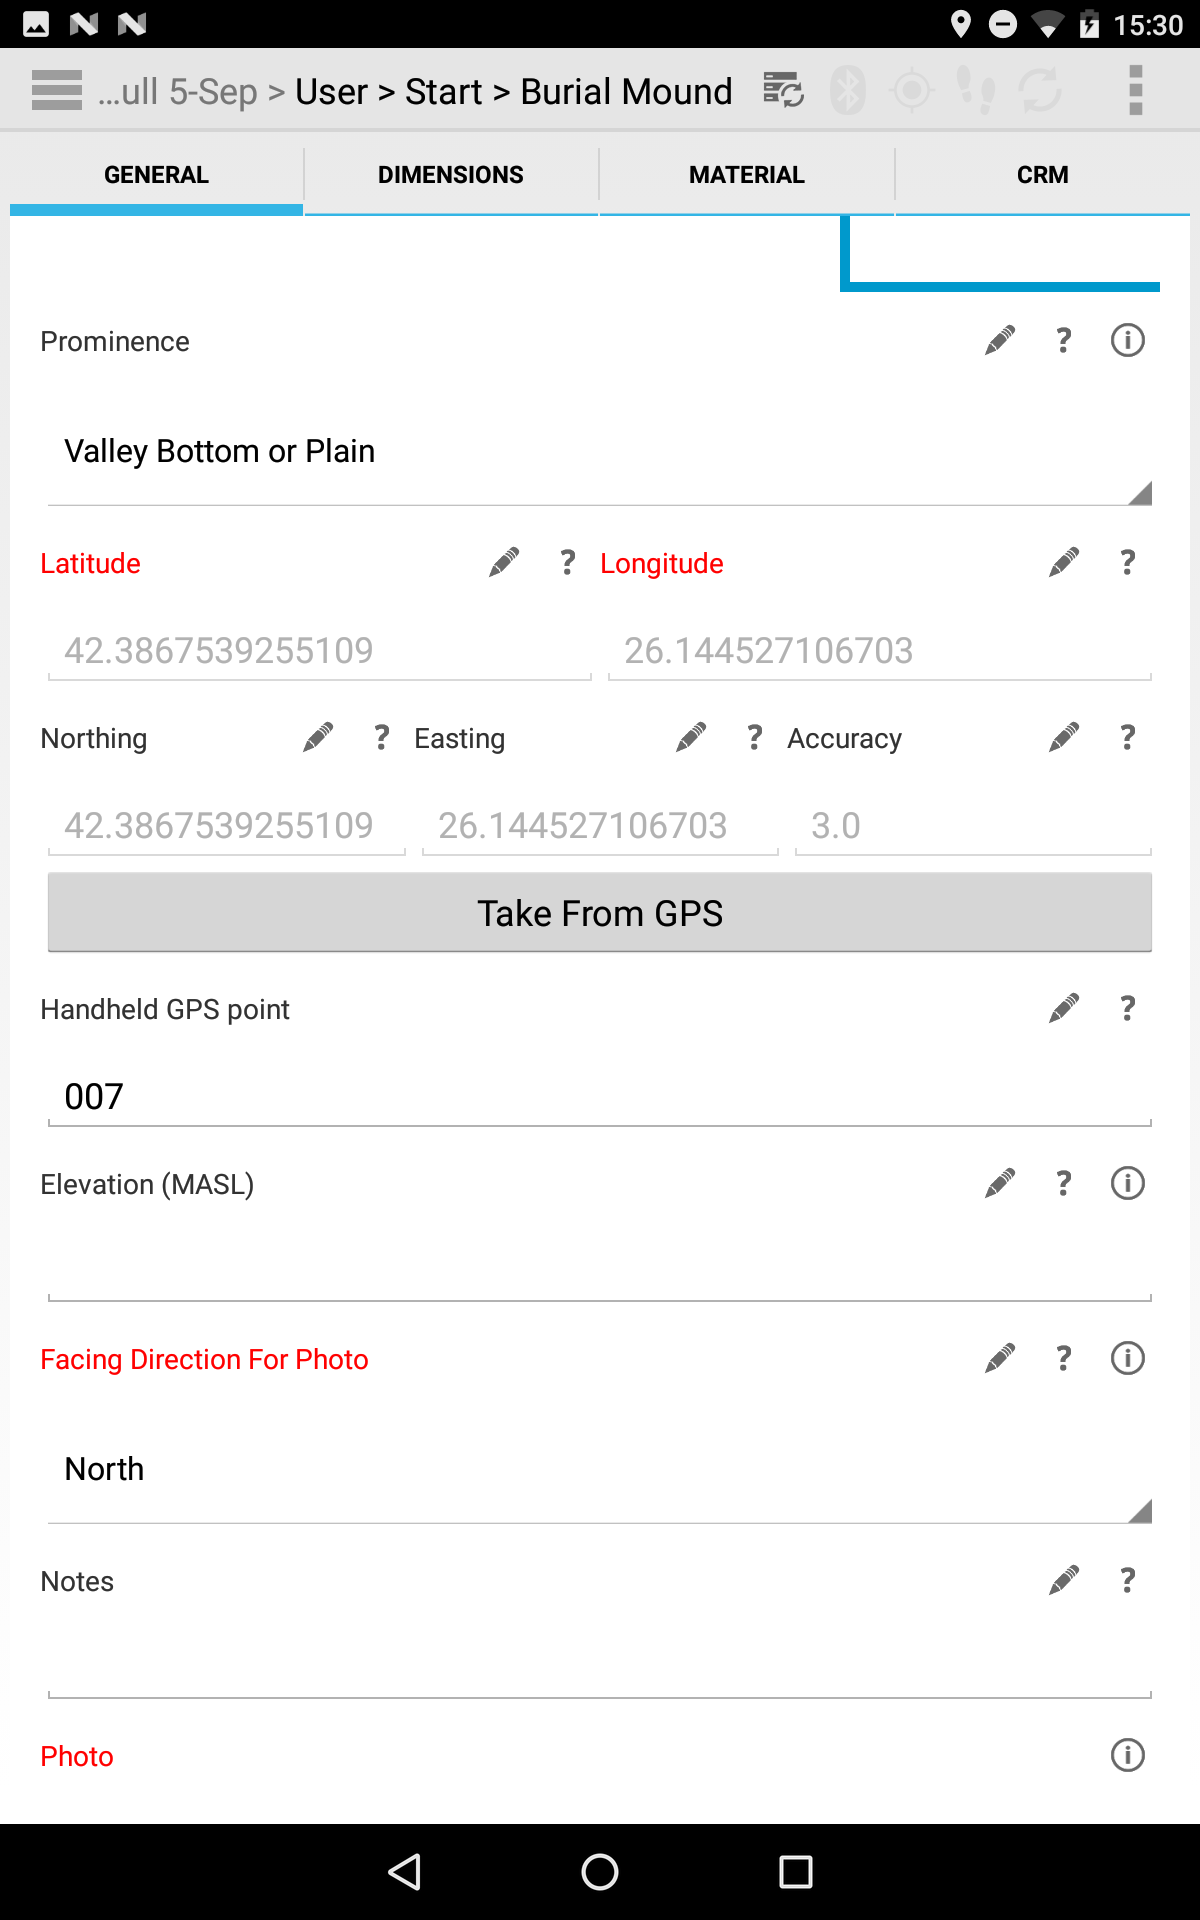 15:30
...ull 5-Sep > User > Start > Burial Mound
GENERAL DIMENSIONS MATERIAL CRM
Prominence ?
Valley Bottom or Plain
Latitude ? Longitude ?
42.3867539255109 26.144527106703
Northing ? Easting ? Accuracy ?
42.3867539255109 26.144527106703 3.0
Take From GPS
Handheld GPS point ?
007
Elevation (MASL) ?
Facing Direction For Photo ?
North
Notes ?
Photo